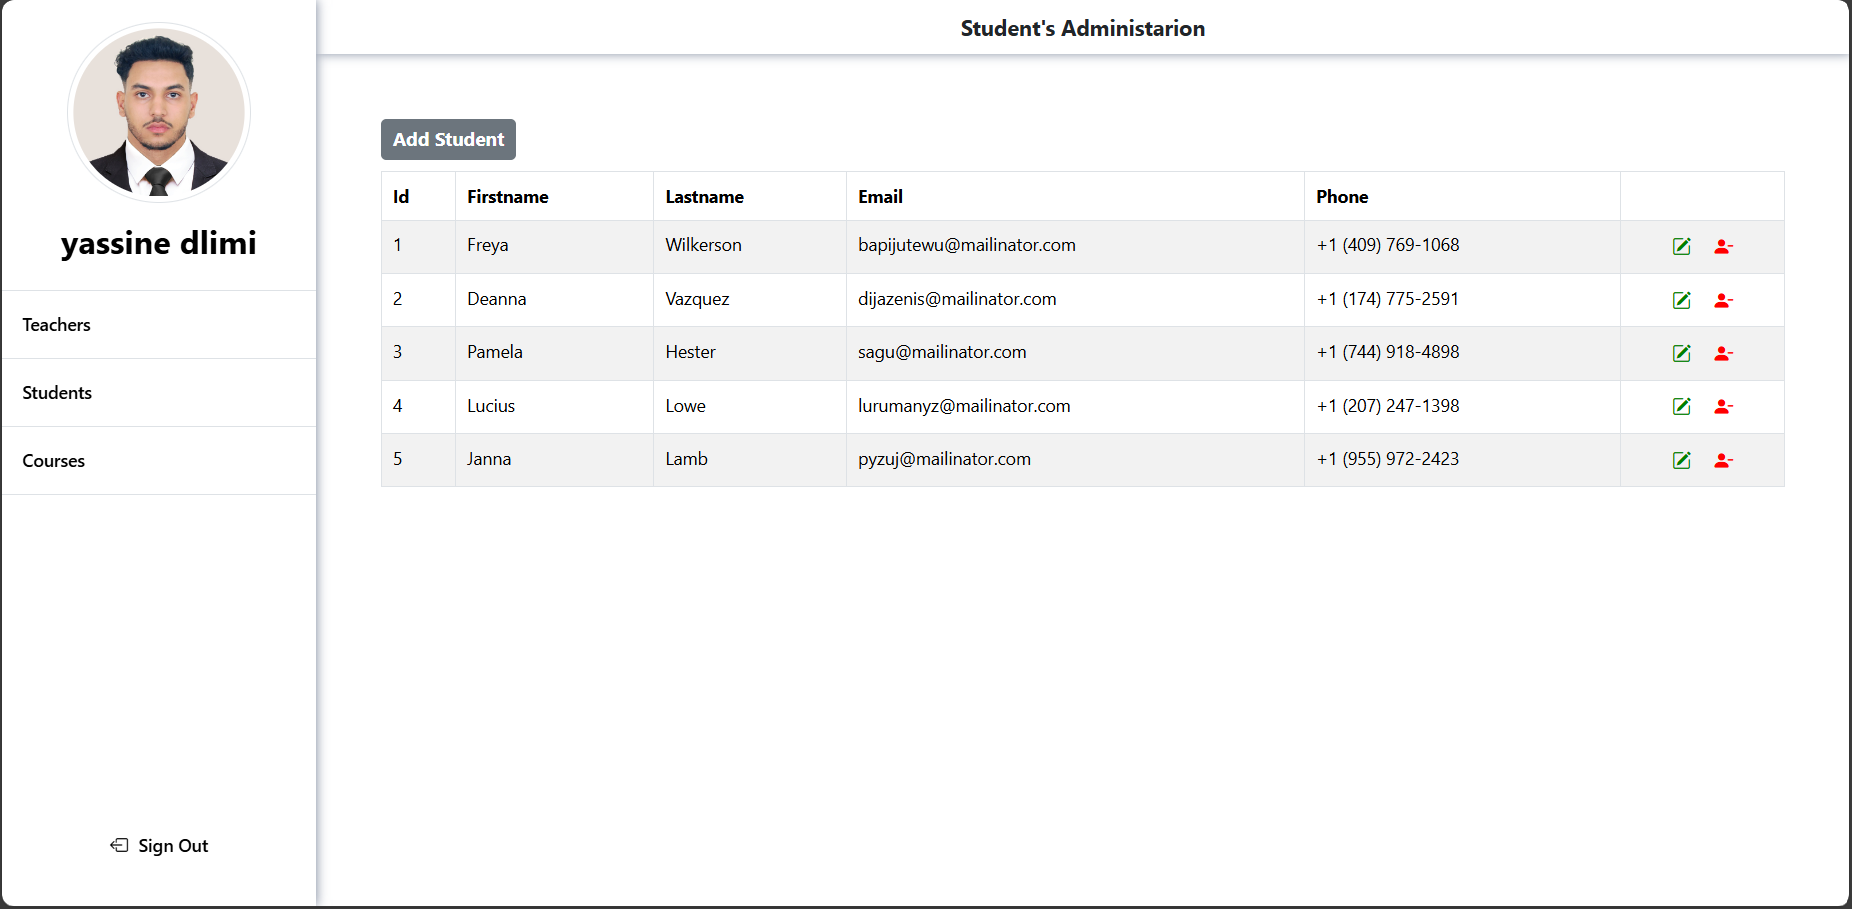 Student's Administarion
yassine dlimi
Teachers
Students
Courses
Sign Out
Add Student
Id Firstname Lastname Email Phone
1 Freya Wilkerson bapijutewu@mailinator.com +1 (409) 769-1068
2 Deanna Vazquez dijazenis@mailinator.com +1 (174) 775-2591
3 Pamela Hester sagu@mailinator.com +1 (744) 918-4898
4 Lucius Lowe lurumanyz@mailinator.com +1 (207) 247-1398
5 Janna Lamb pyzuj@mailinator.com +1 (955) 972-2423